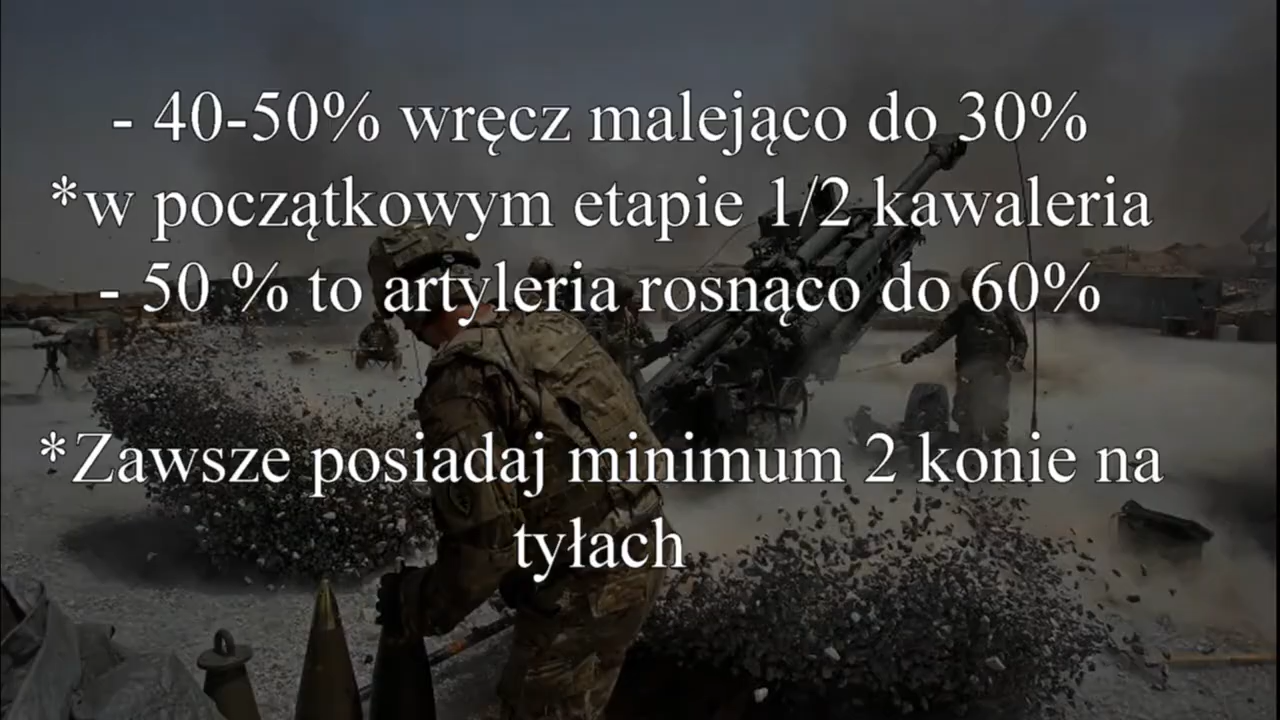 - 40-50% wręcz malejąco do 30%
*w początkowym etapie 1/2 kawaleria
- 50 % to artyleria rosnąco do 60%
*Zawsze posiadaj minimum 2 konie na
tyłach